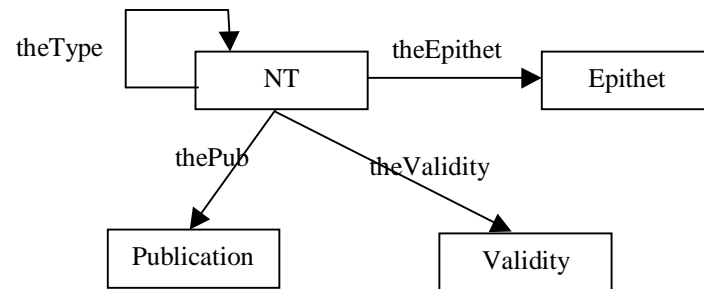 theType
NT
theEpithet
Epithet
thePub
theValidity
Publication
Validity